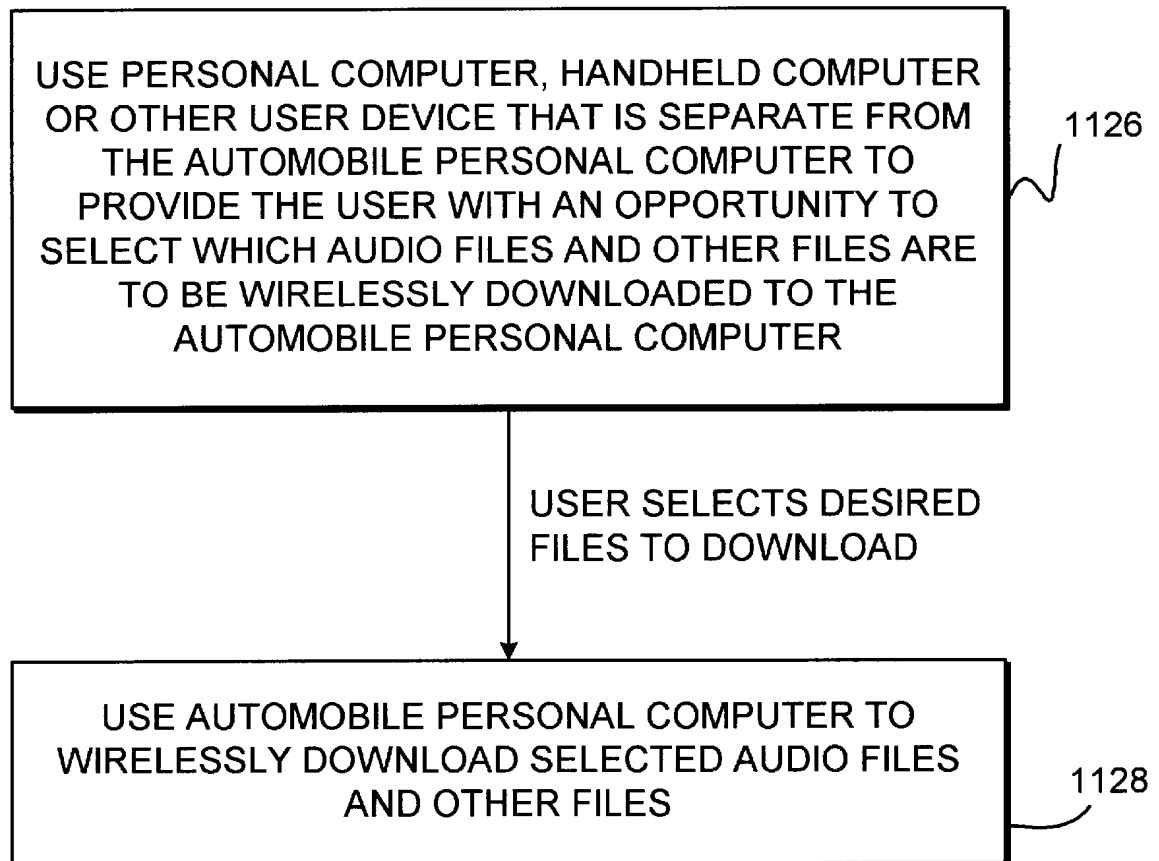 USE PERSONAL COMPUTER, HANDHELD COMPUTER
OR OTHER USER DEVICE THAT IS SEPARATE FROM
THE AUTOMOBILE PERSONAL COMPUTER TO
PROVIDE THE USER WITH AN OPPORTUNITY TO
SELECT WHICH AUDIO FILES AND OTHER FILES ARE
TO BE WIRELESSLY DOWNLOADED TO THE
AUTOMOBILE PERSONAL COMPUTER
1126
USER SELECTS DESIRED
FILES TO DOWNLOAD
USE AUTOMOBILE PERSONAL COMPUTER TO
WIRELESSLY DOWNLOAD SELECTED AUDIO FILES
AND OTHER FILES
1128